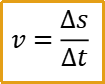 v = Δs/Δt